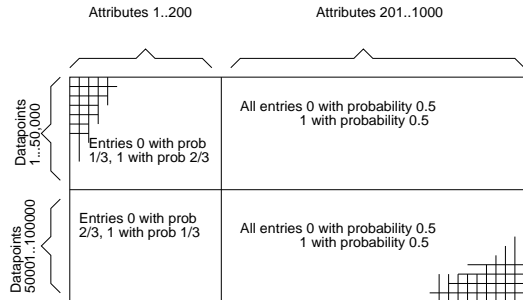 Attributes 1..200
Attributes 201..1000
Datapoints
1...50,000
Entries 0 with prob
1/3, 1 with prob 2/3
All entries 0 with probability 0.5
1 with probability 0.5
Datapoints
50001..100000
Entries 0 with prob
2/3, 1 with prob 1/3
All entries 0 with probability 0.5
1 with probability 0.5